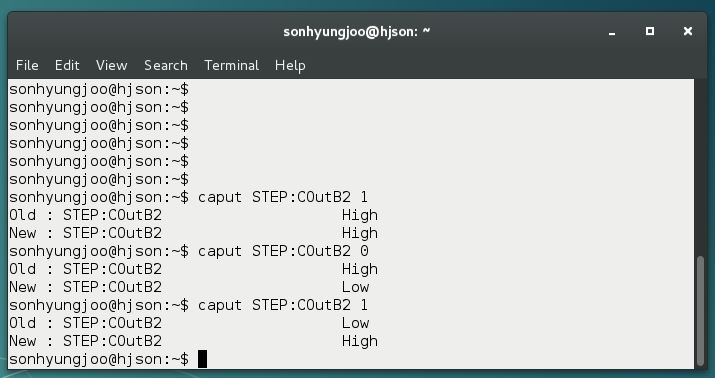 sonhyungjoo@hjson: ~
File Edit View Search Terminal Help
sonhyungjoo@hjson:~$
sonhyungjoo@hjson:~$
sonhyungjoo@hjson:~$
sonhyungjoo@hjson:~$
sonhyungjoo@hjson:~$
sonhyungjoo@hjson:~$
sonhyungjoo@hjson:~$ caput STEP:COutB2 1
Old : STEP:COutB2                    High
New : STEP:COutB2                    High
sonhyungjoo@hjson:~$ caput STEP:COutB2 0
Old : STEP:COutB2                    High
New : STEP:COutB2                    Low
sonhyungjoo@hjson:~$ caput STEP:COutB2 1
Old : STEP:COutB2                    Low
New : STEP:COutB2                    High
sonhyungjoo@hjson:~$